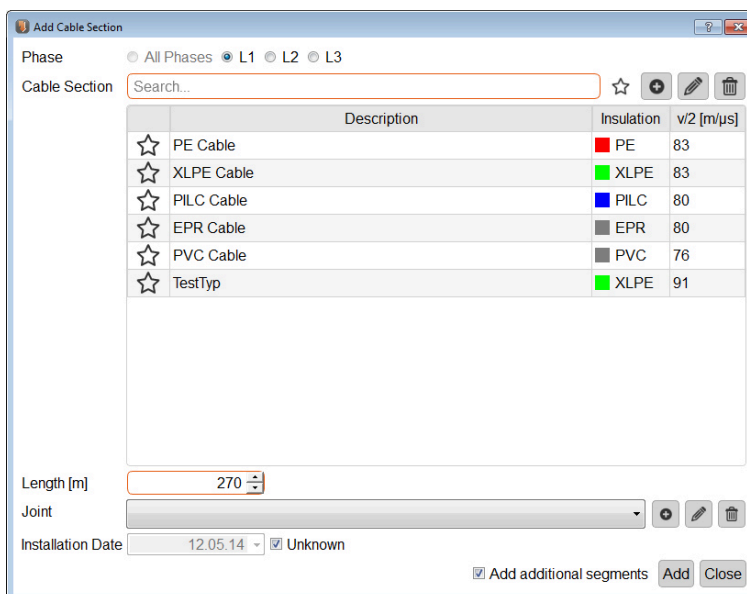 Add Cable Section
Phase All Phases L1 L2 L3
Cable Section Search...
Description Insulation v/2 [m/µs]
PE Cable PE 83
XLPE Cable XLPE 83
PILC Cable PILC 80
EPR Cable EPR 80
PVC Cable PVC 76
TestTyp XLPE 91
Length [m] 270
Joint
Installation Date 12.05.14 Unknown
Add additional segments Add Close